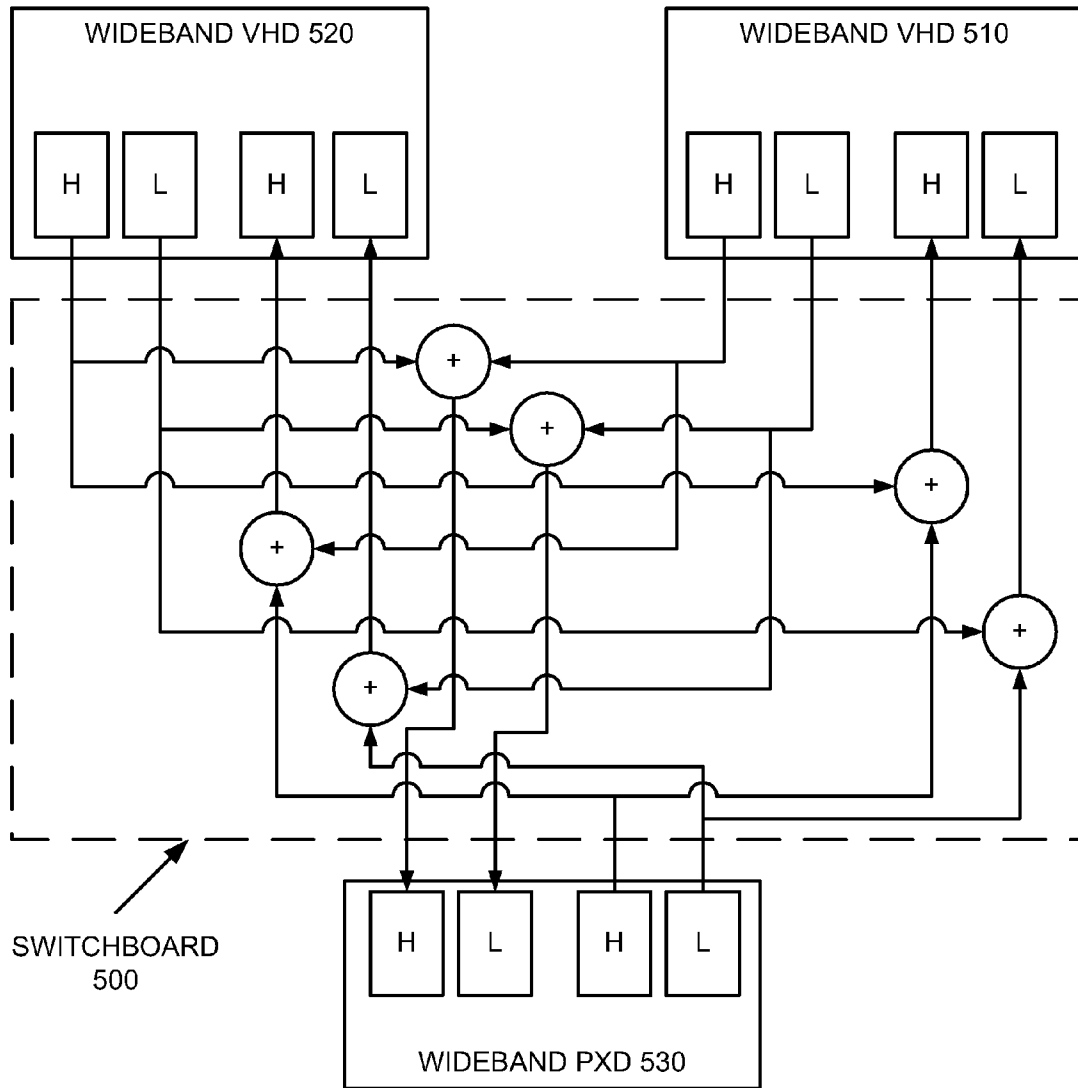 WIDEBAND VHD 520
WIDEBAND VHD 510
H L H L
H L H L
+
+
+
+
+
+
SWITCHBOARD
500
H L H L
WIDEBAND PXD 530